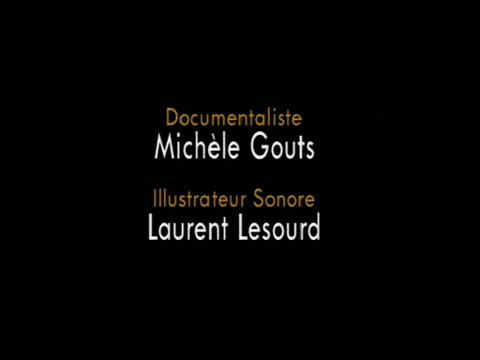 Documentaliste
Michèle Gouts
Illustrateur Sonore
Laurent Lesourd